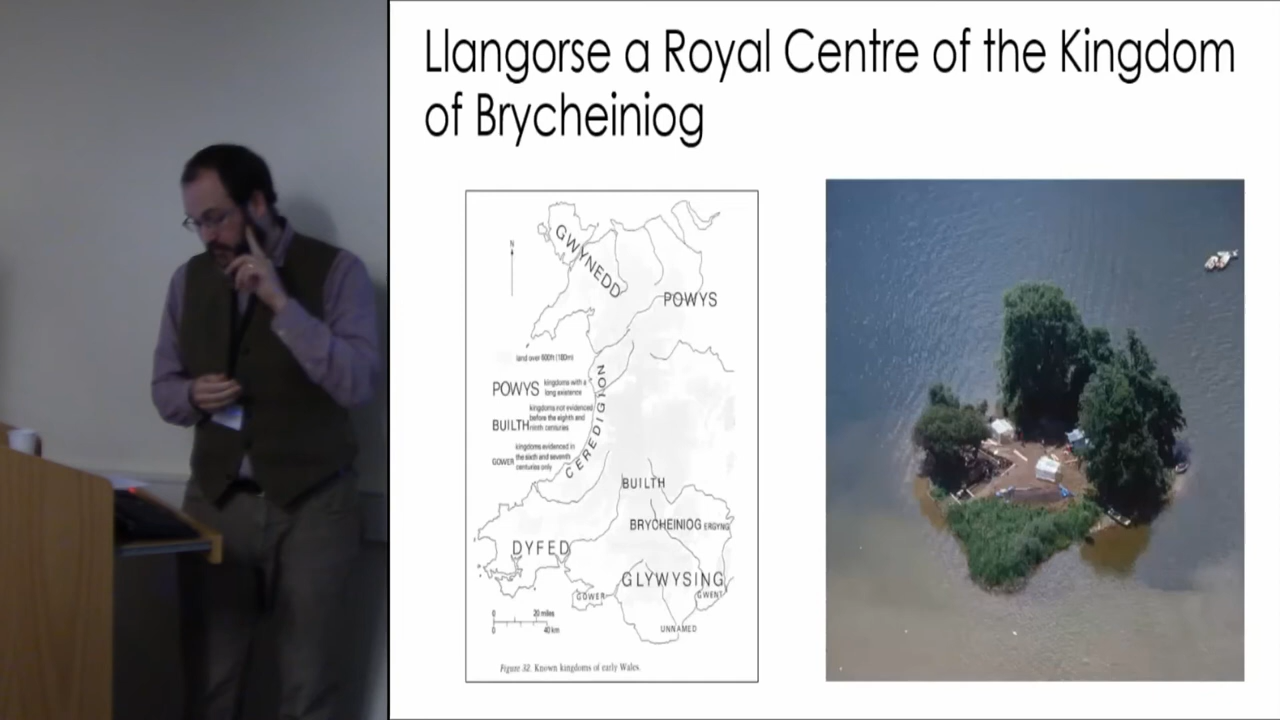 Llangorse a Royal Centre of the Kingdom
of Brycheiniog
N
GWYNEDD
POWYS
land over 600ft (180m)
POWYS kingdoms with a
long existence
BUILTH kingdoms not evidenced
before the eighth and
ninth centuries
GOWER kingdoms evidenced in
the sixth and seventh
centuries only
CEREDIGION
BUILTH
BRYCHEINIOG ERGYNG
DYFED
GLYWYSING
GOWER
GWENT
UNNAMED
0 20 miles
0 40 km
Figure 32. Known kingdoms of early Wales.